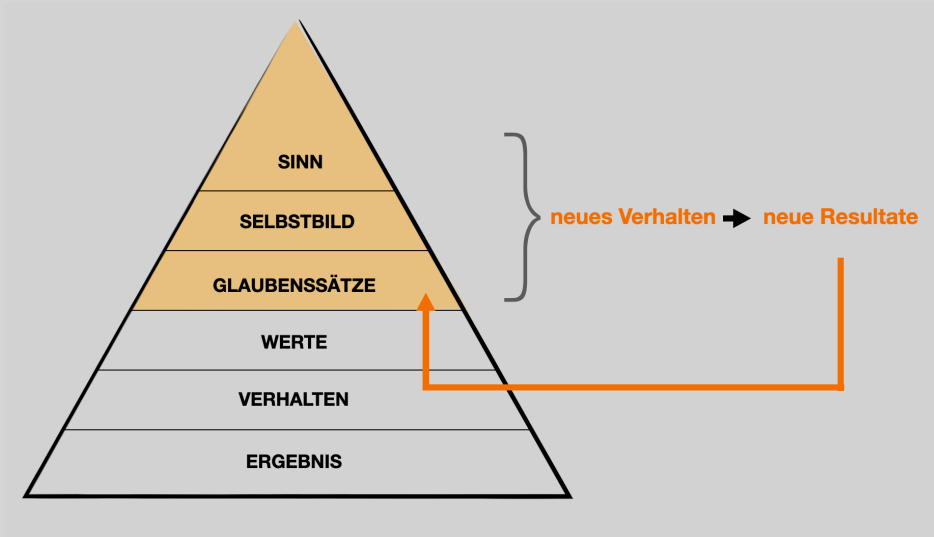 SINN
SELBSTBILD
neues Verhalten
neue Resultate
GLAUBENSSÄTZE
WERTE
VERHALTEN
ERGEBNIS